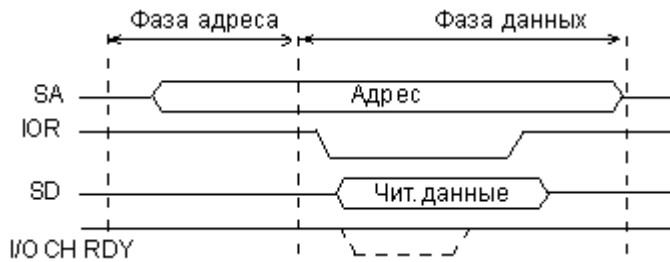 Фаза адреса Фаза данных
SA Адрес
IOR
SD Чит. данные
I/O CH RDY